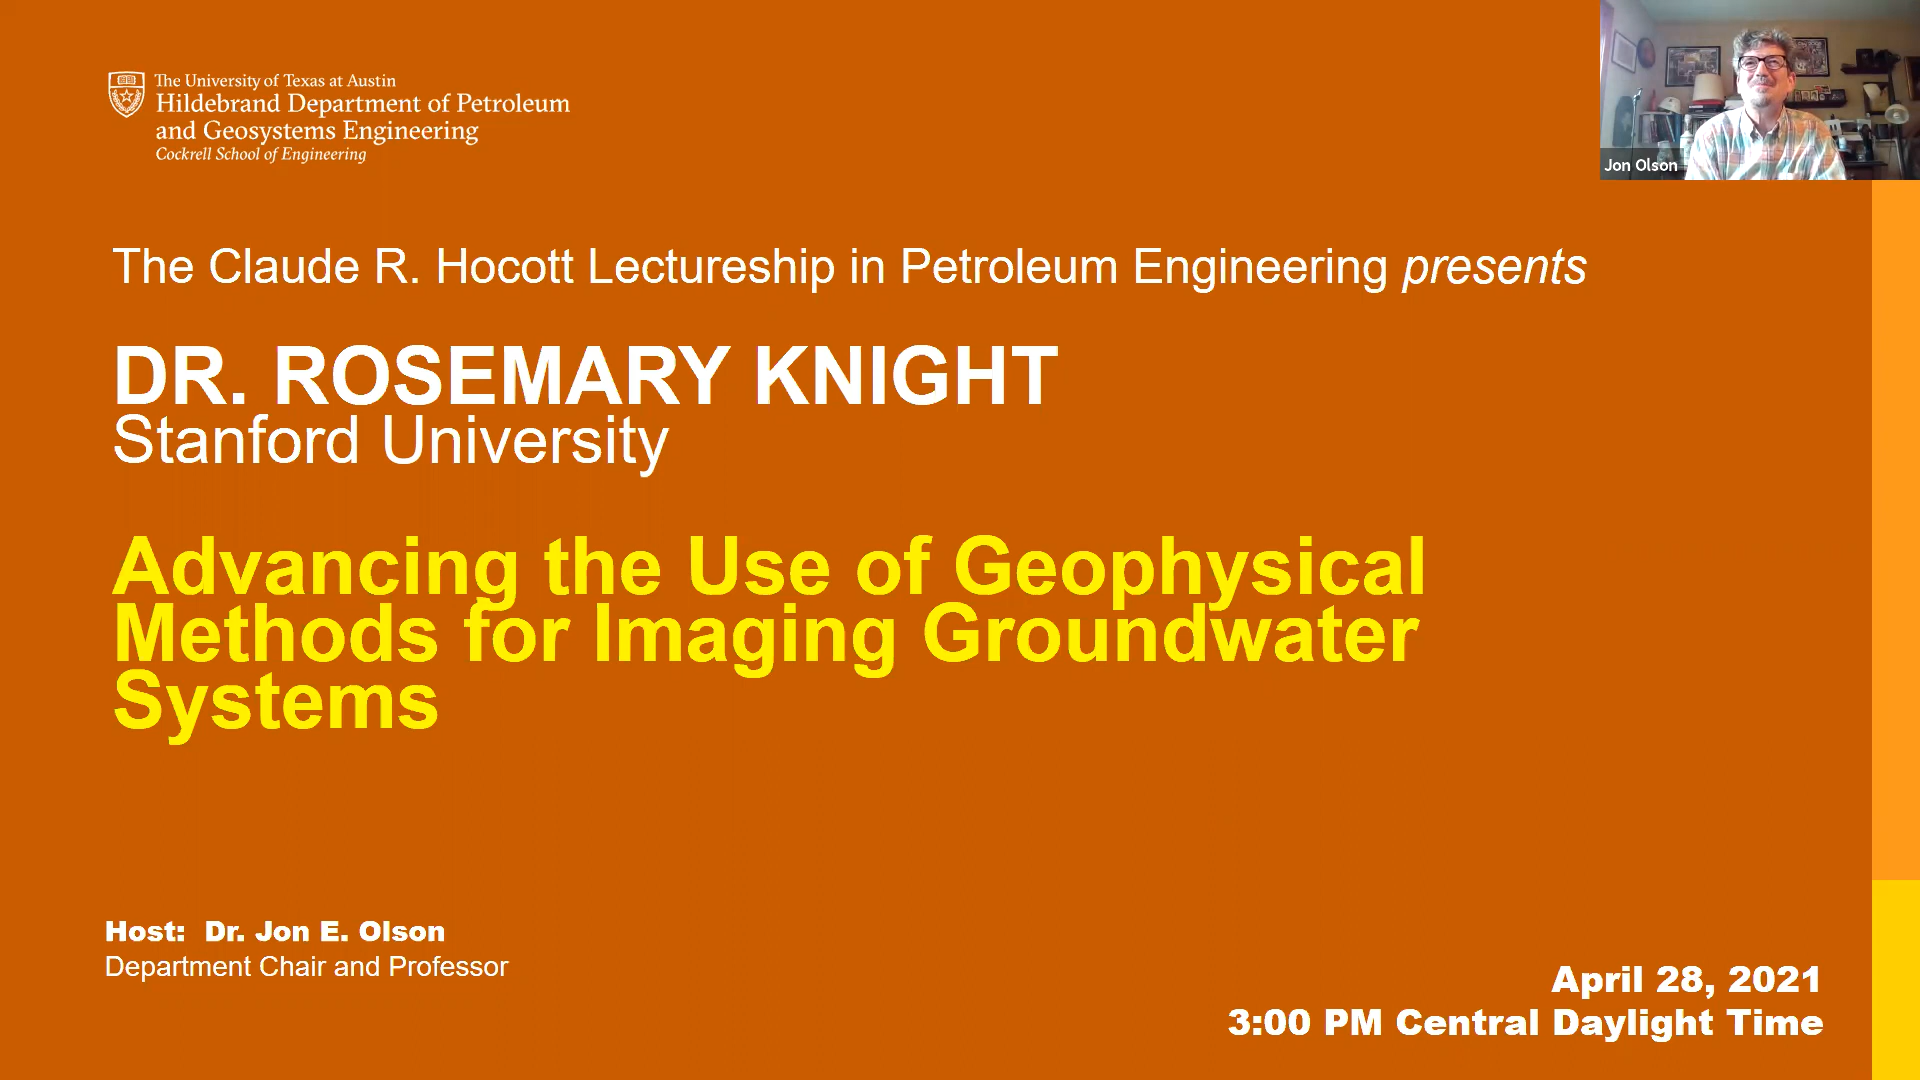 The University of Texas at Austin
Hildebrand Department of Petroleum
and Geosystems Engineering
Cockrell School of Engineering
Jon Olson
The Claude R. Hocott Lectureship in Petroleum Engineering presents
DR. ROSEMARY KNIGHT
Stanford University
Advancing the Use of Geophysical
Methods for Imaging Groundwater
Systems
Host: Dr. Jon E. Olson
Department Chair and Professor
April 28, 2021
3:00 PM Central Daylight Time